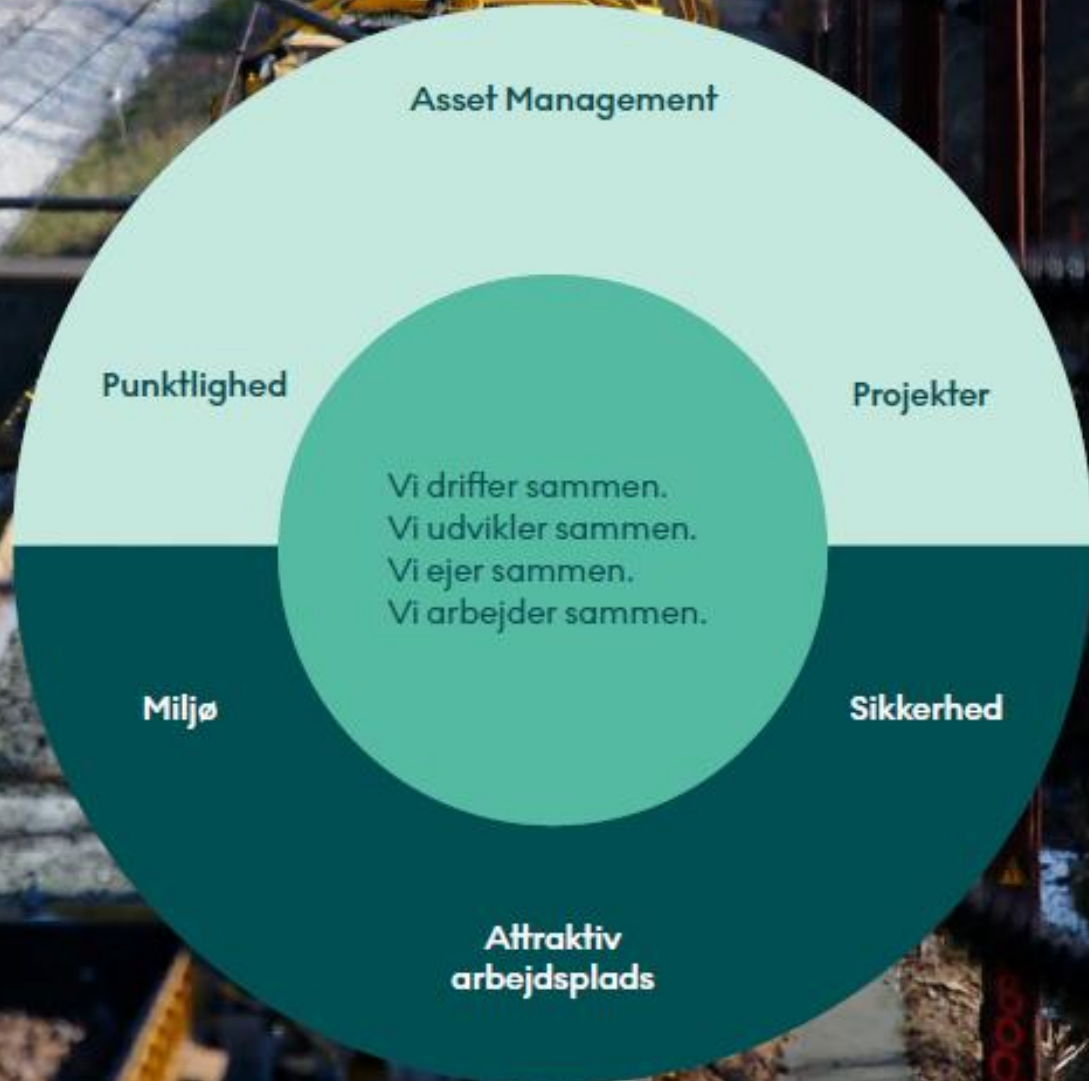 Asset Management
Punktlighed
Projekter
Vi drifter sammen.
Vi udvikler sammen.
Vi ejer sammen.
Vi arbejder sammen.
Miljø
Sikkerhed
Attraktiv
arbejdsplads